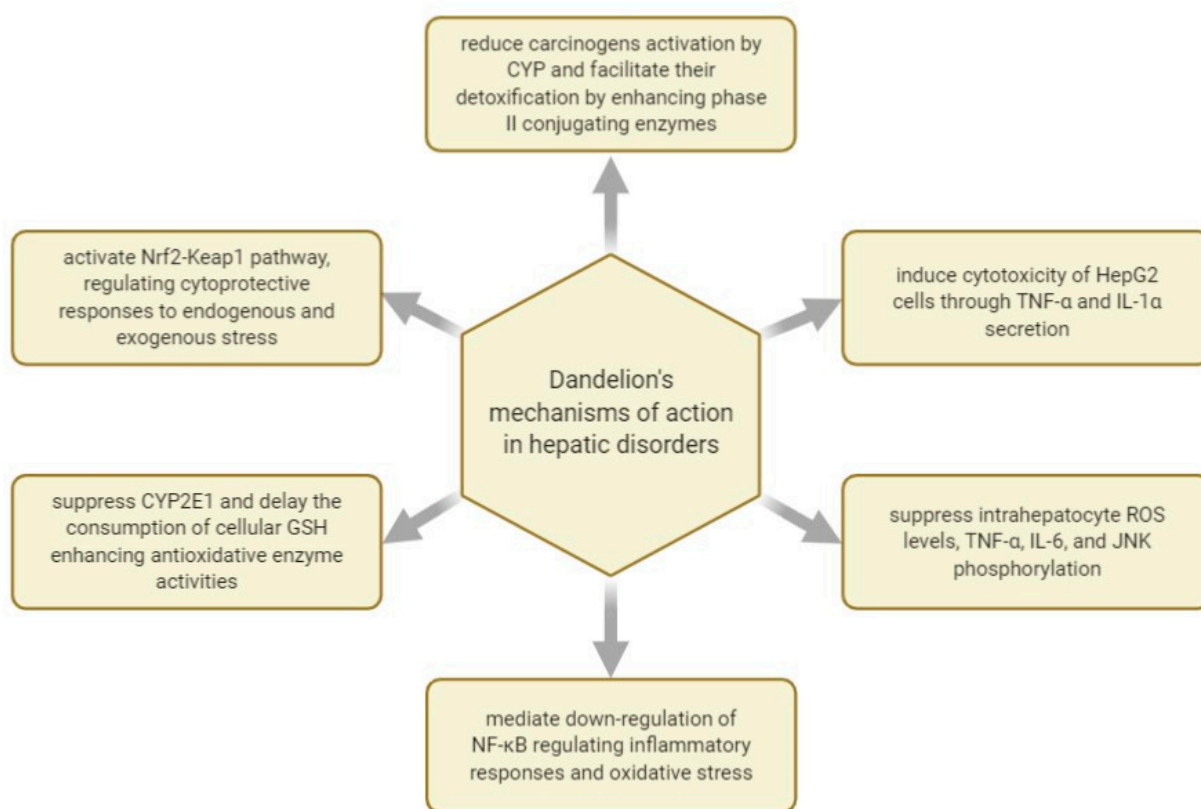 reduce carcinogens activation by
CYP and facilitate their
detoxification by enhancing phase
II conjugating enzymes
activate Nrf2-Keap1 pathway,
regulating cytoprotective
responses to endogenous and
exogenous stress
induce cytotoxicity of HepG2
cells through TNF-α and IL-1α
secretion
Dandelion's
mechanisms of action
in hepatic disorders
suppress CYP2E1 and delay the
consumption of cellular GSH
enhancing antioxidative enzyme
activities
suppress intrahepatocyte ROS
levels, TNF-α, IL-6, and JNK
phosphorylation
mediate down-regulation of
NF-κB regulating inflammatory
responses and oxidative stress